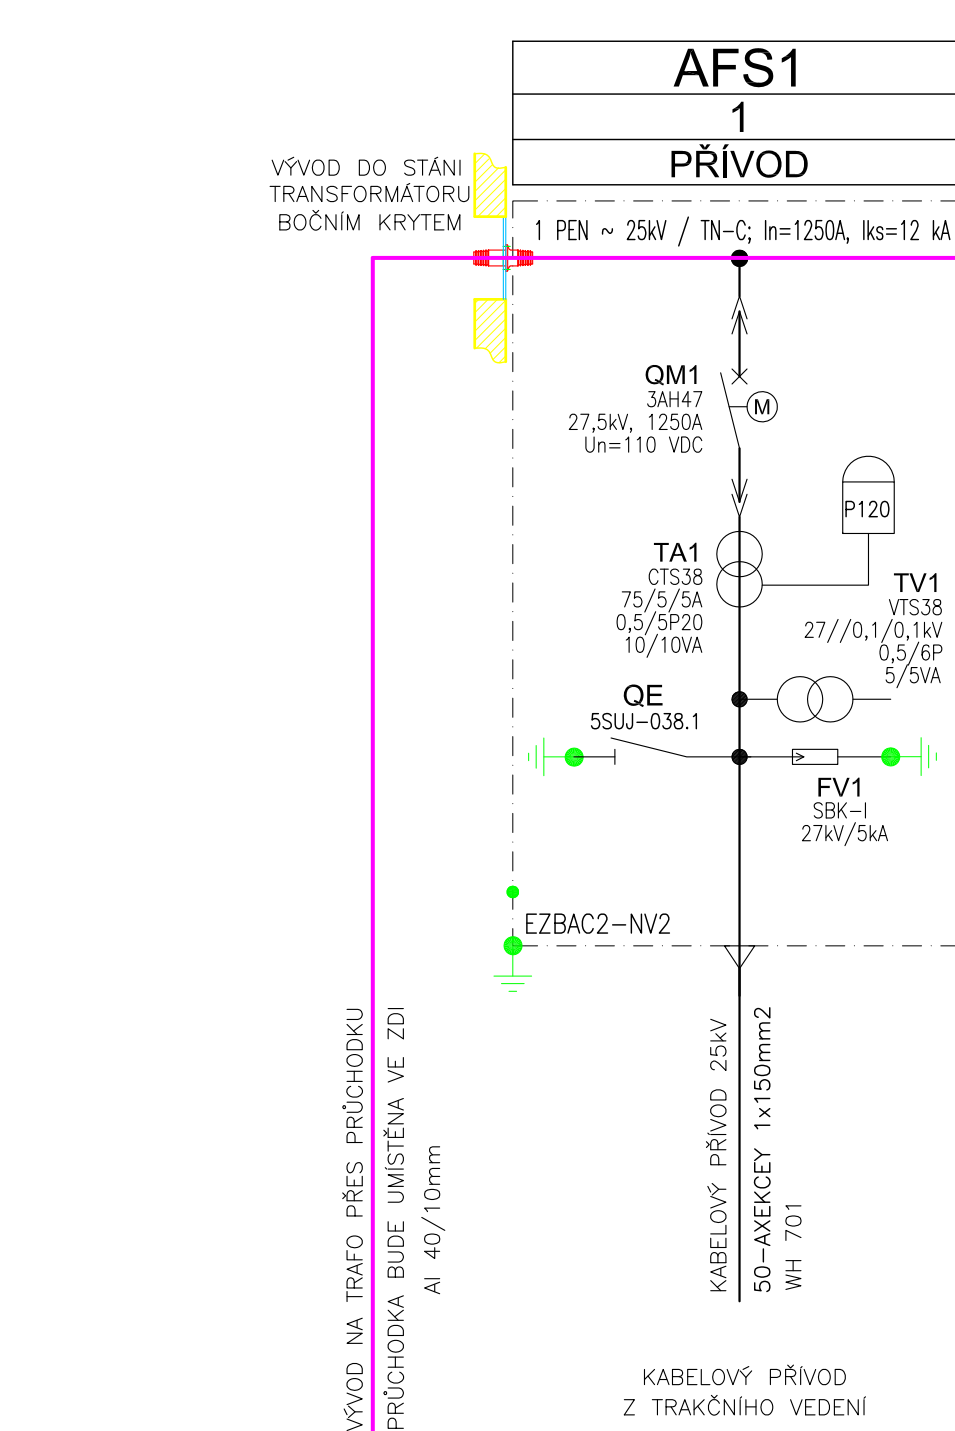 AFS1
1
PŘÍVOD
VÝVOD DO STÁNI
TRANSFORMÁTORU
BOČNÍM KRYTEM
1 PEN ~ 25kV / TN-C; In=1250A, Iks=12 kA
QM1
3AH47
27,5kV, 1250A
Un=110 VDC
M
P120
TA1
CTS38
75/5/5A
0,5/5P20
10/10VA
TV1
VTS38
27//0,1/0,1kV
0,5/6P
5/5VA
QE
5SUJ-038.1
FV1
SBK-I
27kV/5kA
EZBAC2-NV2
VÝVOD NA TRAFO PŘES PRŮCHODKU
PRŮCHODKA BUDE UMÍSTĚNA VE ZDI
Al 40/10mm
KABELOVÝ PŘÍVOD 25kV
50-AXEKCEY 1x150mm2
WH 701
KABELOVÝ PŘÍVOD
Z TRAKČNÍHO VEDENÍ